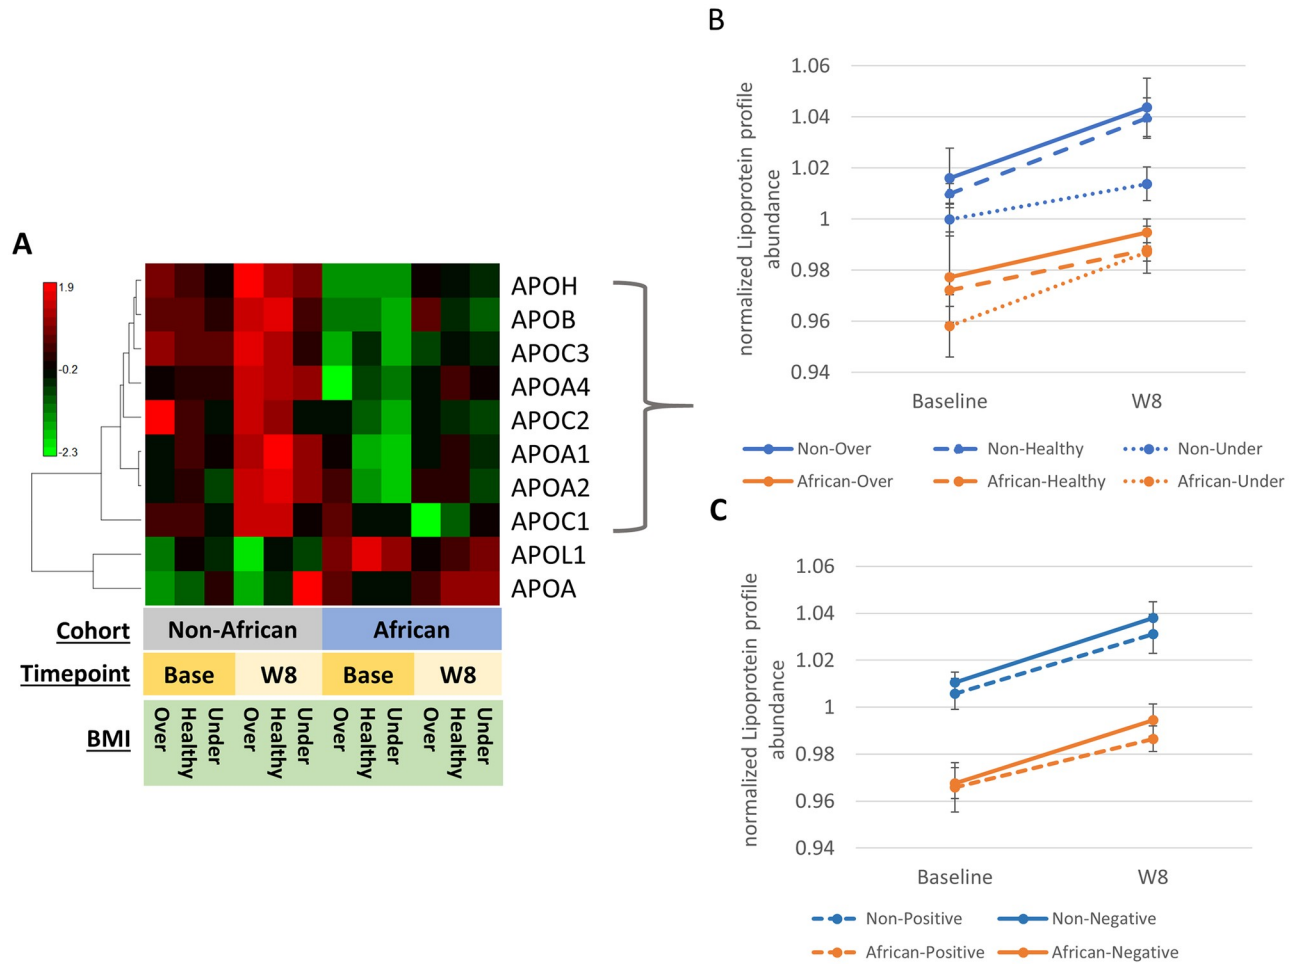 A
1.9
-0.2
-2.3
APOH
APOB
APOC3
APOA4
APOC2
APOA1
APOA2
APOC1
APOL1
APOA
Cohort Non-African African
Timepoint Base W8 Base W8
BMI Over Healthy Under Over Healthy Under Over Healthy Under Over Healthy Under
B
normalized Lipoprotein profile
abundance
1.06
1.04
1.02
1
0.98
0.96
0.94
Baseline W8
Non-Over Non-Healthy Non-Under
African-Over African-Healthy African-Under
C
normalized Lipoprotein profile
abundance
1.06
1.04
1.02
1
0.98
0.96
0.94
Baseline W8
Non-Positive Non-Negative
African-Positive African-Negative